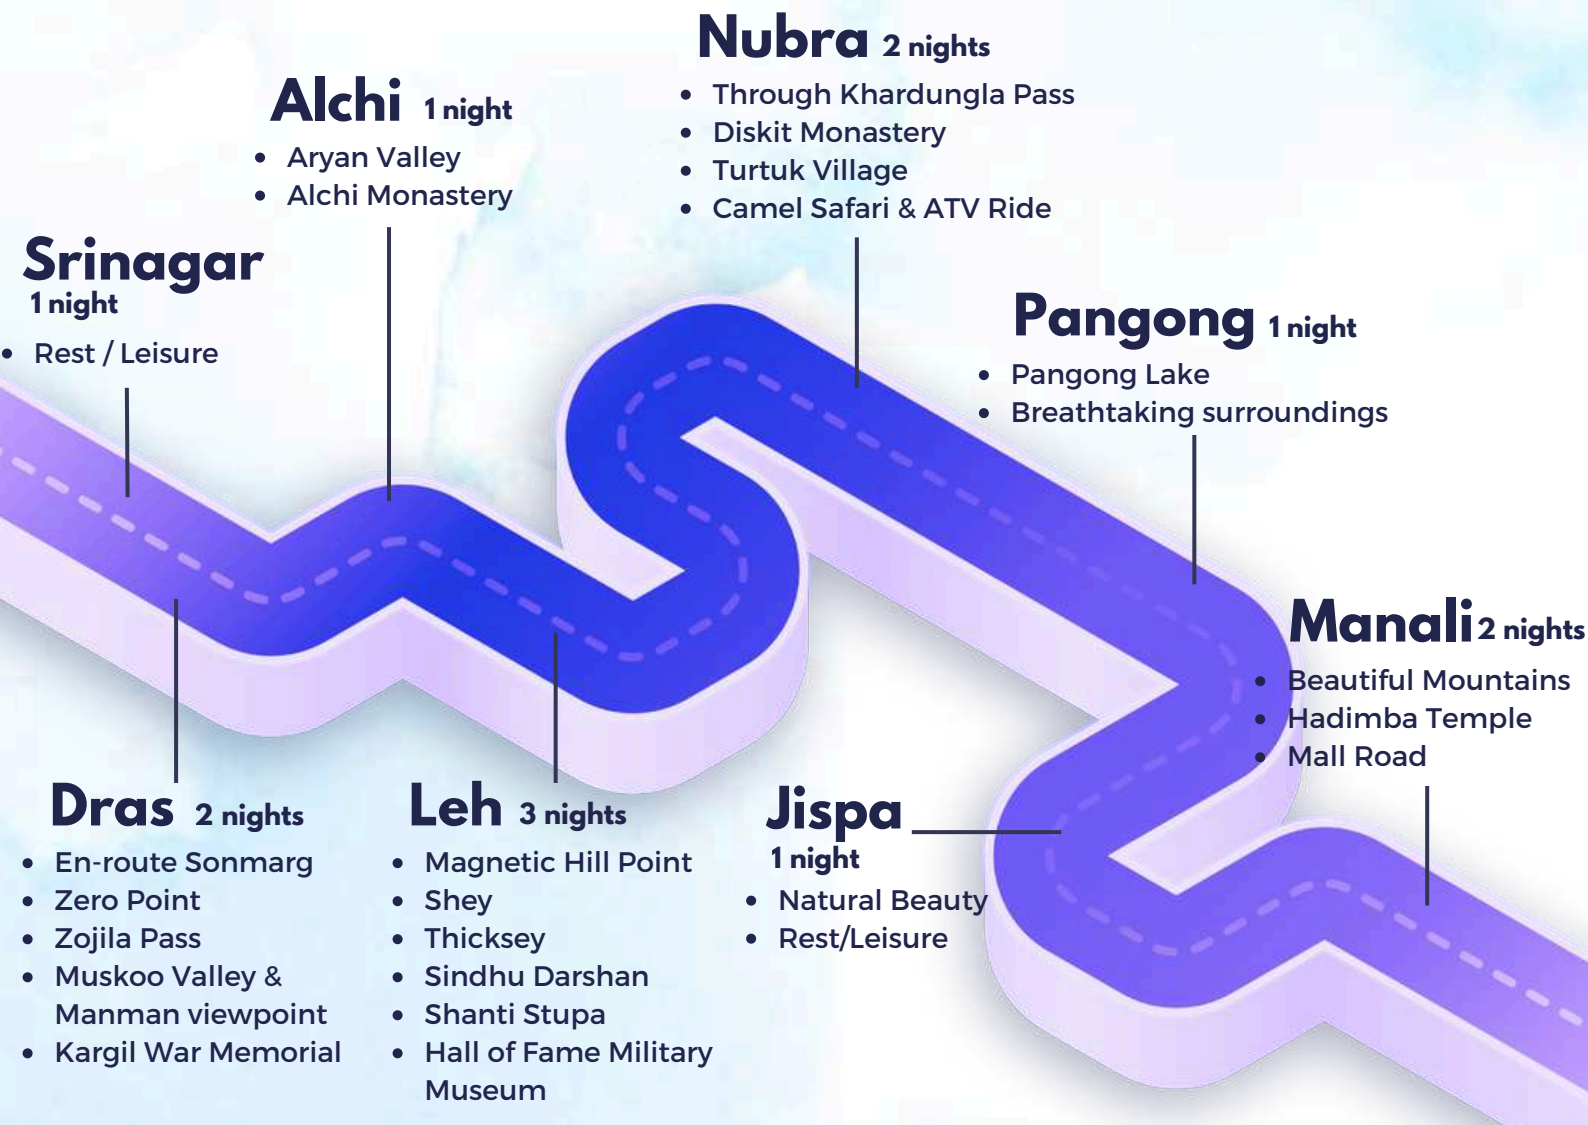 Srinagar
1 night
Rest / Leisure
Dras 2 nights
En-route Sonmarg
Zero Point
Zojila Pass
Muskoo Valley &
Manman viewpoint
Kargil War Memorial
Alchi 1 night
Aryan Valley
Alchi Monastery
Leh 3 nights
Magnetic Hill Point
Shey
Thicksey
Sindhu Darshan
Shanti Stupa
Hall of Fame Military
Museum
Nubra 2 nights
Through Khardungla Pass
Diskit Monastery
Turtuk Village
Camel Safari & ATV Ride
Pangong 1 night
Pangong Lake
Breathtaking surroundings
Jispa
1 night
Natural Beauty
Rest/Leisure
Manali 2 nights
Beautiful Mountains
Hadimba Temple
Mall Road